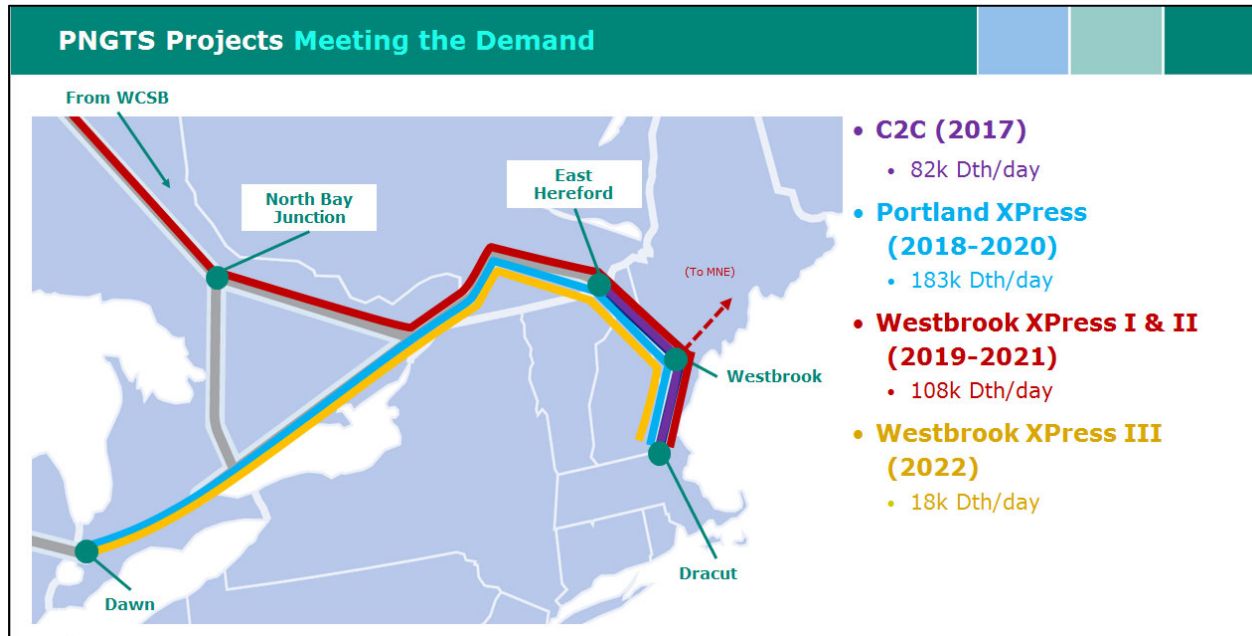 PNGTS Projects Meeting the Demand
From WCSB
North Bay
Junction
East
Hereford
(To MNE)
Westbrook
Dracut
Dawn
• C2C (2017)
• 82k Dth/day
• Portland XPress
(2018-2020)
• 183k Dth/day
• Westbrook XPress I & II
(2019-2021)
• 108k Dth/day
• Westbrook XPress III
(2022)
• 18k Dth/day